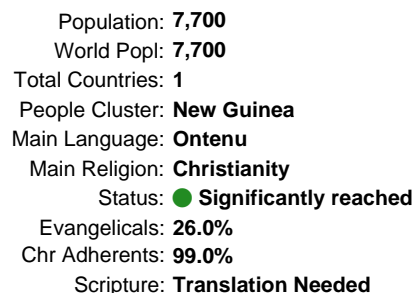 Population: 7,700
World Popl: 7,700
Total Countries: 1
People Cluster: New Guinea
Main Language: Ontenu
Main Religion: Christianity
Status: Significantly reached
Evangelicals: 26.0%
Chr Adherents: 99.0%
Scripture: Translation Needed